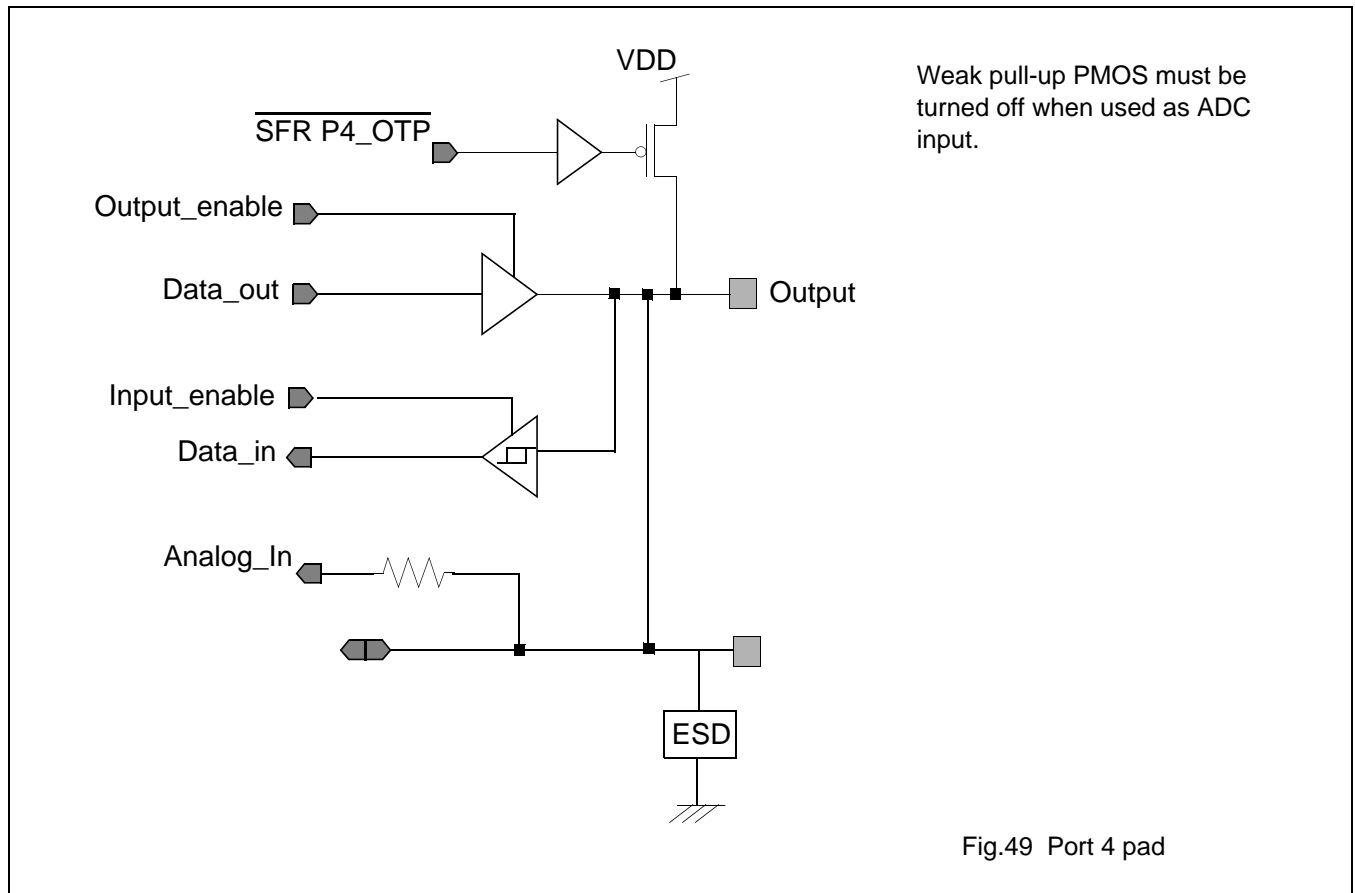 VDD
Weak pull-up PMOS must be
turned off when used as ADC
input.
SFR P4_OTP
Output_enable
Data_out
Output
Input_enable
Data_in
Analog_In
ESD
Fig.49 Port 4 pad